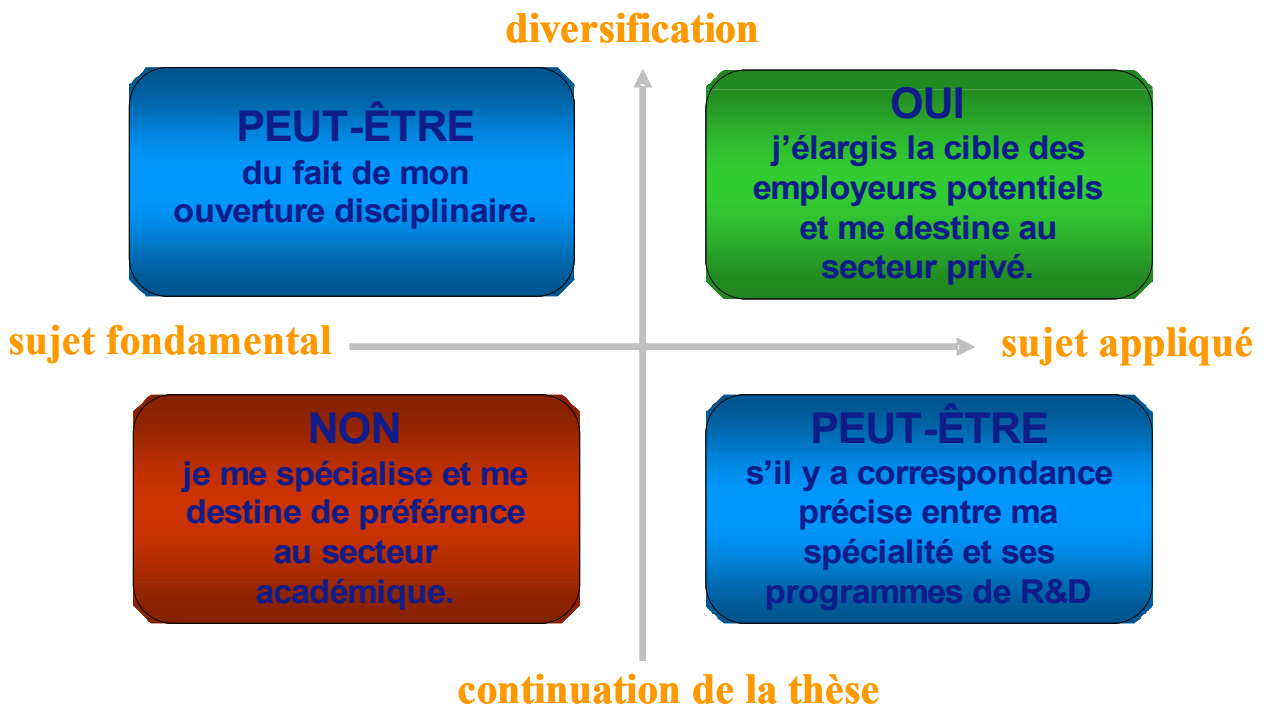 diversification
PEUT-ÊTRE
du fait de mon
ouverture disciplinaire.
OUI
j’élargis la cible des
employeurs potentiels
et me destine au
secteur privé.
sujet fondamental
sujet appliqué
NON
je me spécialise et me
destine de préférence
au secteur
académique.
PEUT-ÊTRE
s’il y a correspondance
précise entre ma
spécialité et ses
programmes de R&D
continuation de la thèse